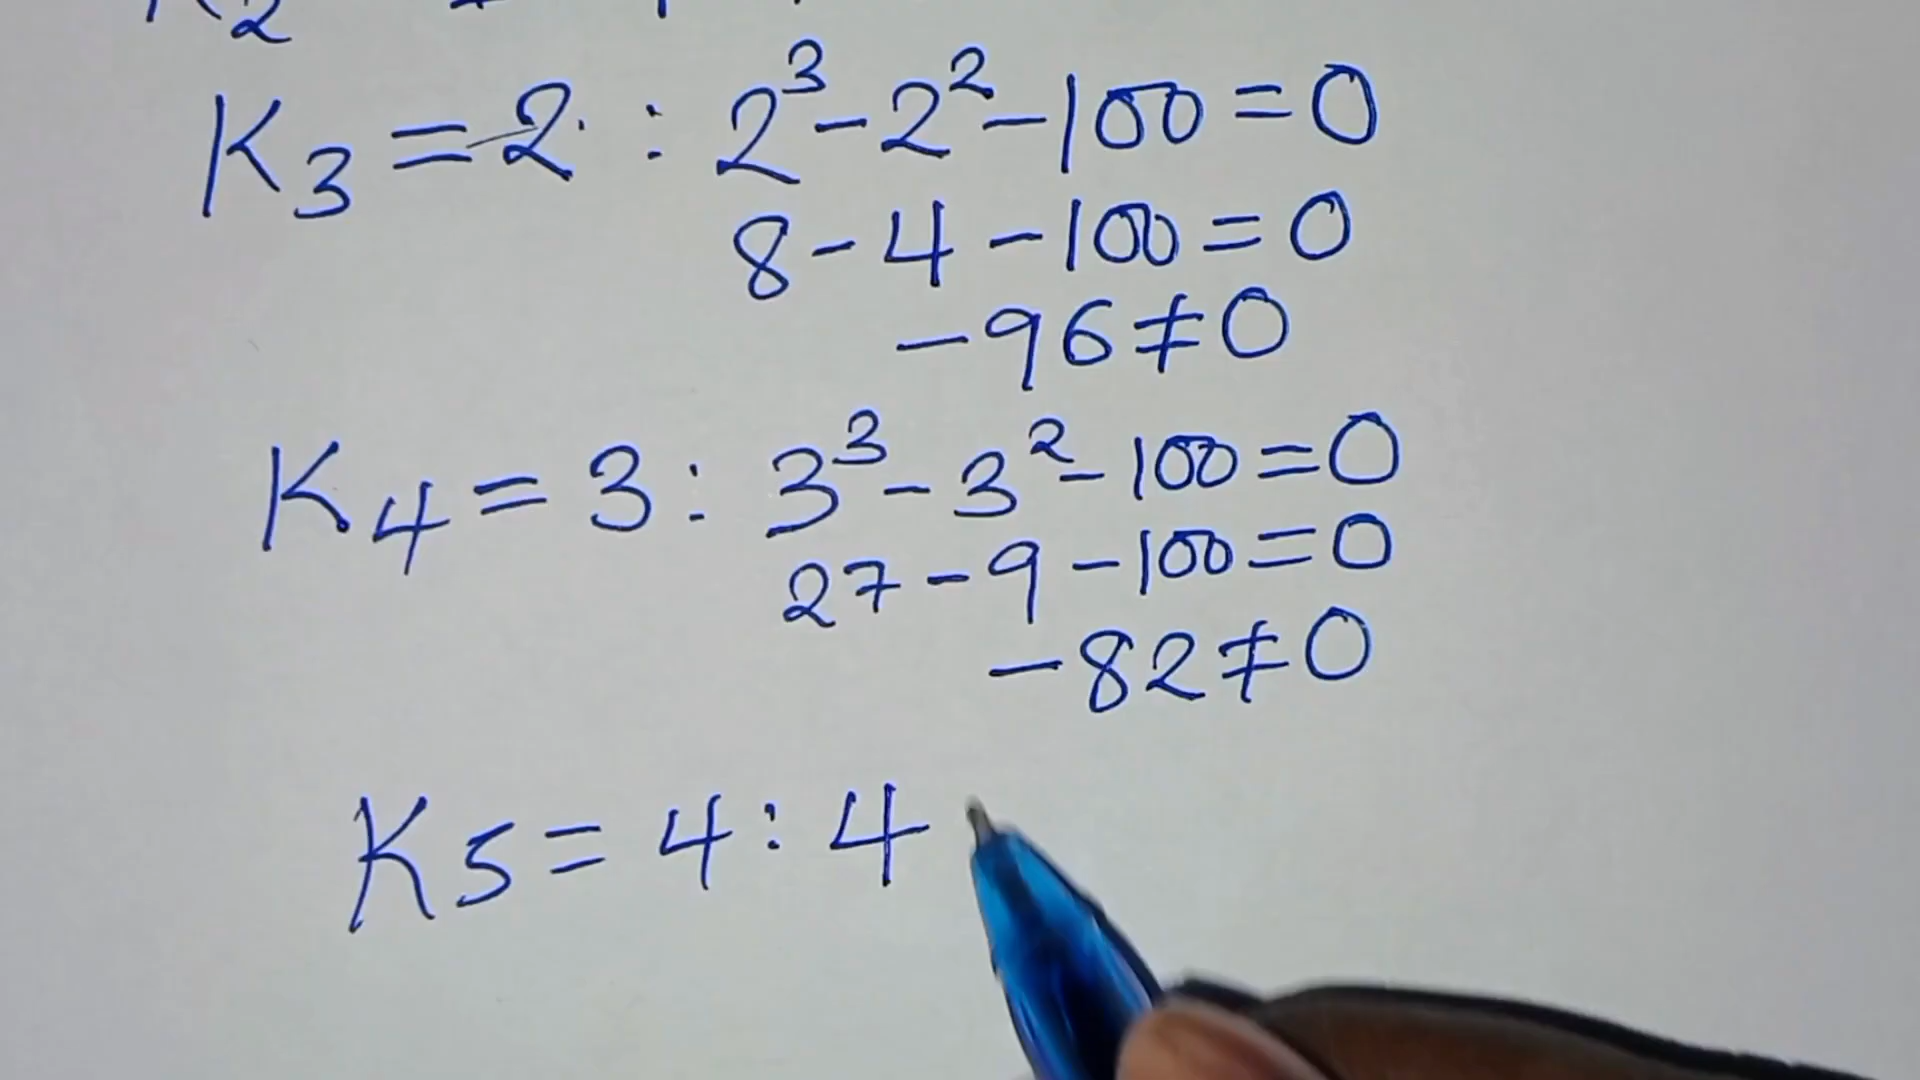 K₂
K₃ = 2 : 2³ - 2² - 100 = 0
8 - 4 - 100 = 0
- 96 ≠ 0
K₄ = 3 : 3³ - 3² - 100 = 0
27 - 9 - 100 = 0
- 82 ≠ 0
K₅ = 4 : 4